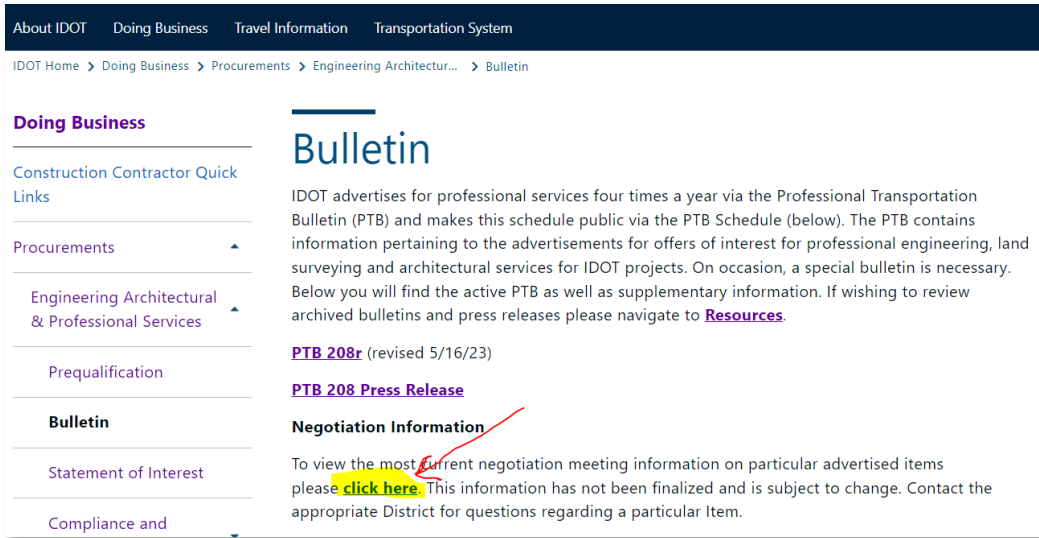 About IDOT Doing Business Travel Information Transportation System
IDOT Home > Doing Business > Procurements > Engineering Architectur... > Bulletin
Doing Business
Construction Contractor Quick
Links
Procurements
Engineering Architectural
& Professional Services
Prequalification
Bulletin
Statement of Interest
Compliance and
Bulletin
IDOT advertises for professional services four times a year via the Professional Transportation
Bulletin (PTB) and makes this schedule public via the PTB Schedule (below). The PTB contains
information pertaining to the advertisements for offers of interest for professional engineering, land
surveying and architectural services for IDOT projects. On occasion, a special bulletin is necessary.
Below you will find the active PTB as well as supplementary information. If wishing to review
archived bulletins and press releases please navigate to Resources.
PTB 208r (revised 5/16/23)
PTB 208 Press Release
Negotiation Information
To view the most current negotiation meeting information on particular advertised items
please click here. This information has not been finalized and is subject to change. Contact the
appropriate District for questions regarding a particular Item.